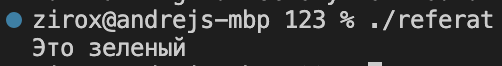 zirox@andrejs-mbp 123 % ./referat
Это зеленый